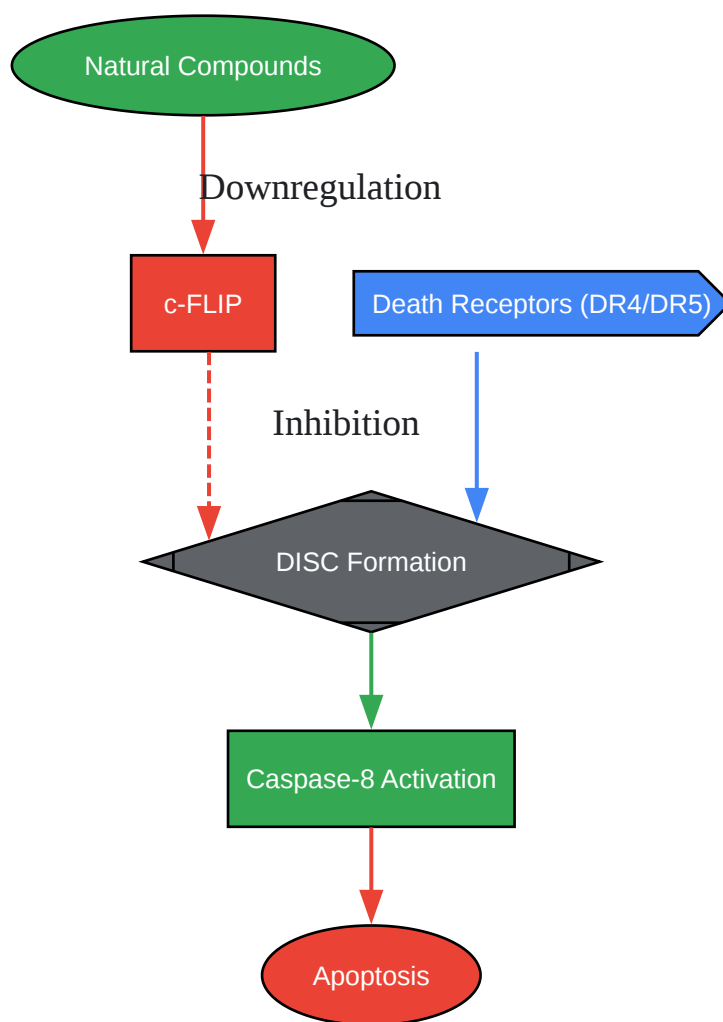 Natural Compounds
Downregulation
c-FLIP
Death Receptors (DR4/DR5)
Inhibition
DISC Formation
Caspase-8 Activation
Apoptosis